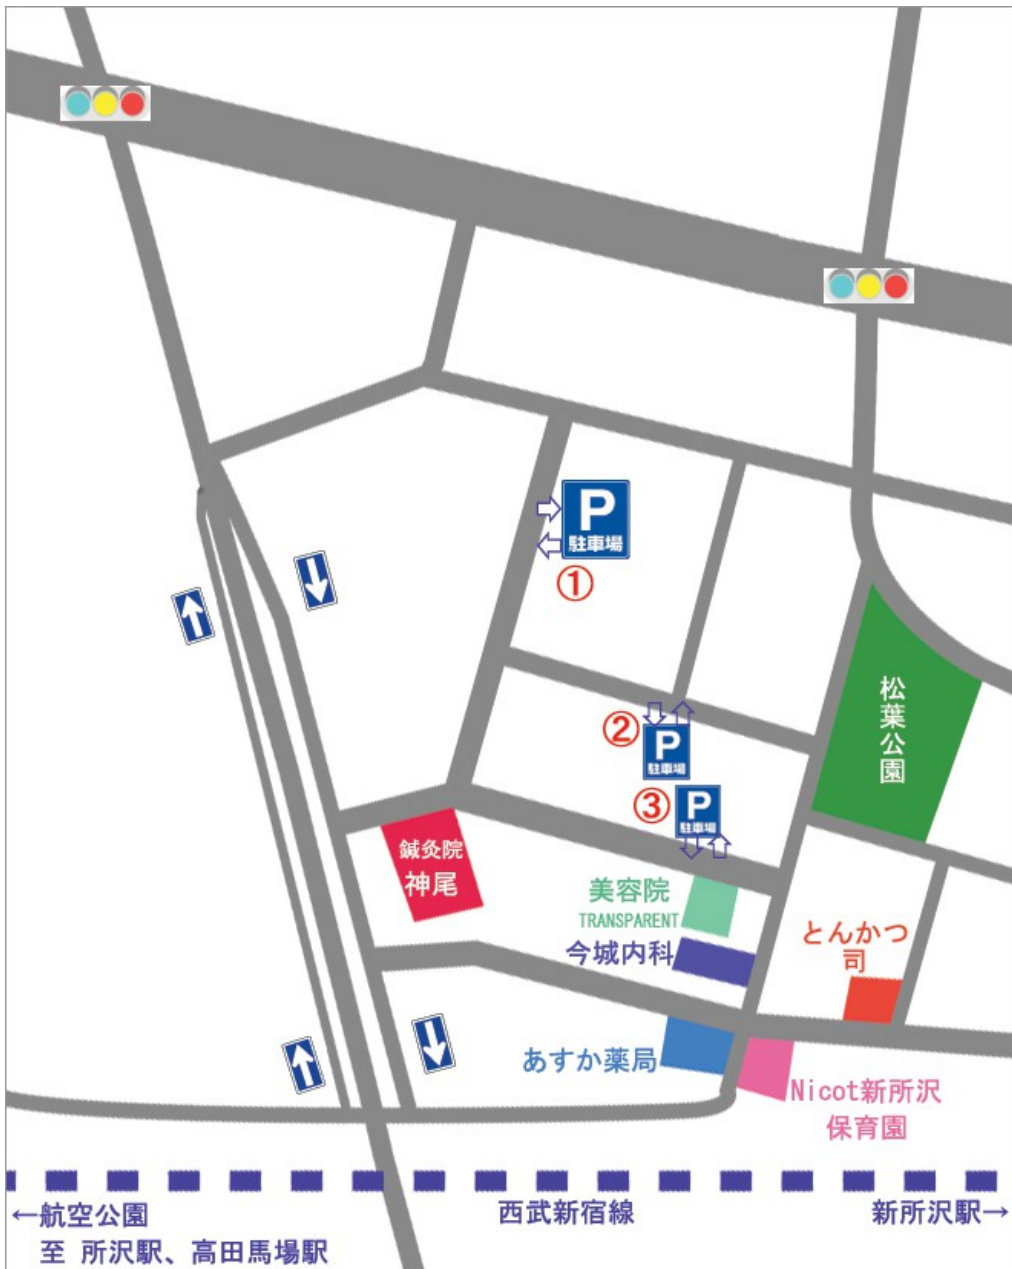 P
駐車場
①
松葉公園
②
P
駐車場
③
P
駐車場
鍼灸院
神尾
美容院
TRANSPARENT
今城内科
とんかつ
司
あすか薬局
Nicot新所沢
保育園
←航空公園
西武新宿線
新所沢駅→
至 所沢駅、高田馬場駅